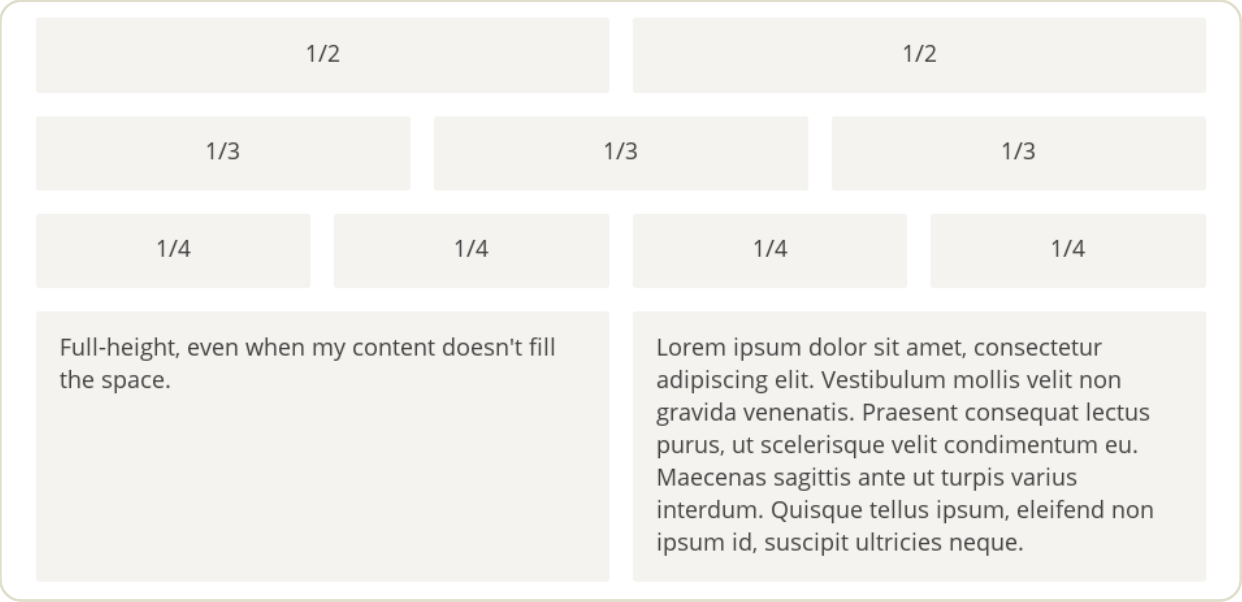 1/2 1/2
1/3 1/3 1/3
1/4 1/4 1/4 1/4
Full-height, even when my content doesn't fill
the space.
Lorem ipsum dolor sit amet, consectetur
adipiscing elit. Vestibulum mollis velit non
gravida venenatis. Praesent consequat lectus
purus, ut scelerisque velit condimentum eu.
Maecenas sagittis ante ut turpis varius
interdum. Quisque tellus ipsum, eleifend non
ipsum id, suscipit ultricies neque.